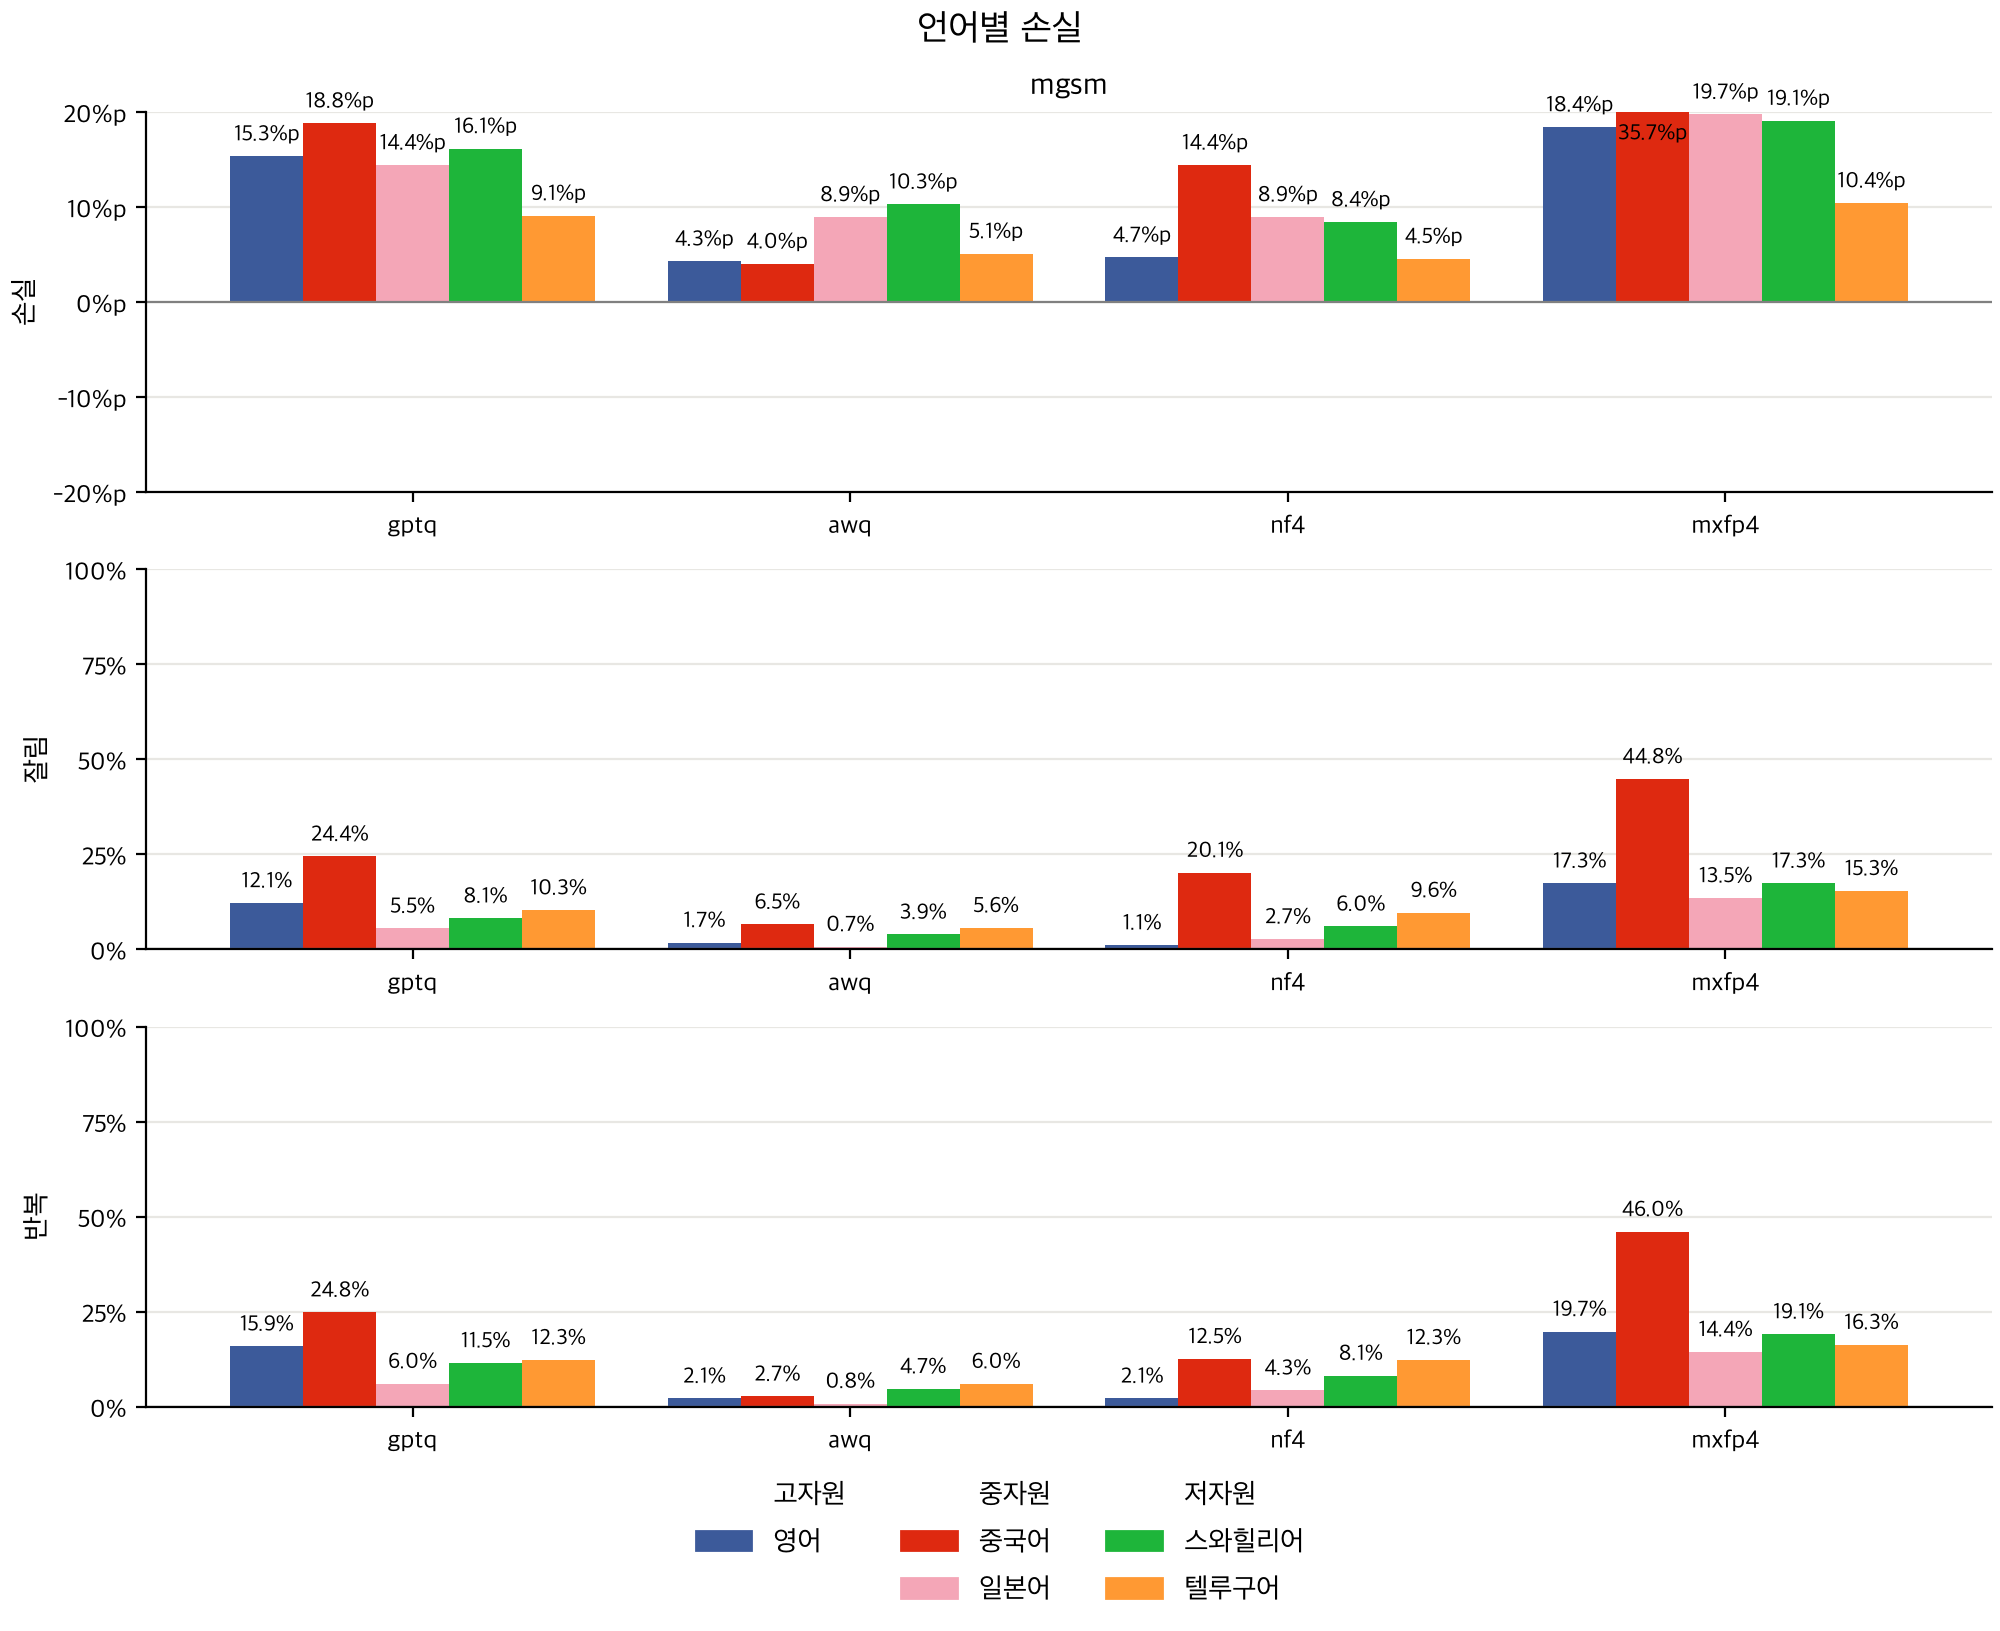 언어별 손실
mgsm
손실
20%p
10%p
0%p
-10%p
-20%p
15.3%p
18.8%p
14.4%p
16.1%p
9.1%p
4.3%p
4.0%p
8.9%p
10.3%p
5.1%p
4.7%p
14.4%p
8.9%p
8.4%p
4.5%p
18.4%p
35.7%p
19.7%p
19.1%p
10.4%p
gptq
awq
nf4
mxfp4
잘림
100%
75%
50%
25%
0%
12.1%
24.4%
5.5%
8.1%
10.3%
1.7%
6.5%
0.7%
3.9%
5.6%
1.1%
20.1%
2.7%
6.0%
9.6%
17.3%
44.8%
13.5%
17.3%
15.3%
gptq
awq
nf4
mxfp4
반복
100%
75%
50%
25%
0%
15.9%
24.8%
6.0%
11.5%
12.3%
2.1%
2.7%
0.8%
4.7%
6.0%
2.1%
12.5%
4.3%
8.1%
12.3%
19.7%
46.0%
14.4%
19.1%
16.3%
gptq
awq
nf4
mxfp4
고자원
중자원
저자원
영어
중국어
스와힐리어
일본어
텔루구어